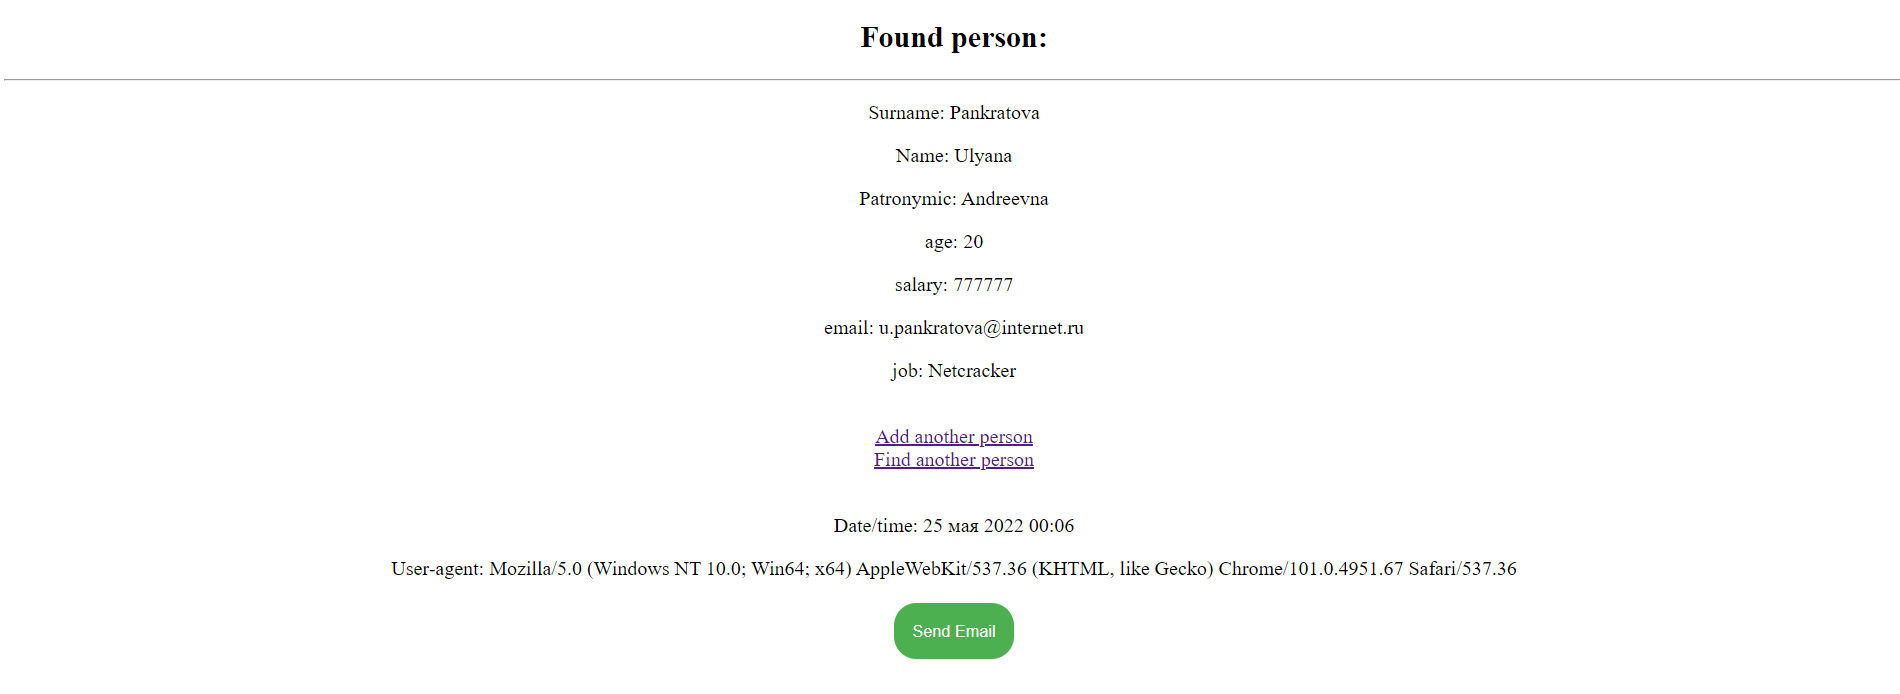 Found person:
Surname: Pankratova
Name: Ulyana
Patronymic: Andreevna
age: 20
salary: 777777
email: u.pankratova@internet.ru
job: Netcracker
Add another person
Find another person
Date/time: 25 мая 2022 00:06
User-agent: Mozilla/5.0 (Windows NT 10.0; Win64; x64) AppleWebKit/537.36 (KHTML, like Gecko) Chrome/101.0.4951.67 Safari/537.36
Send Email